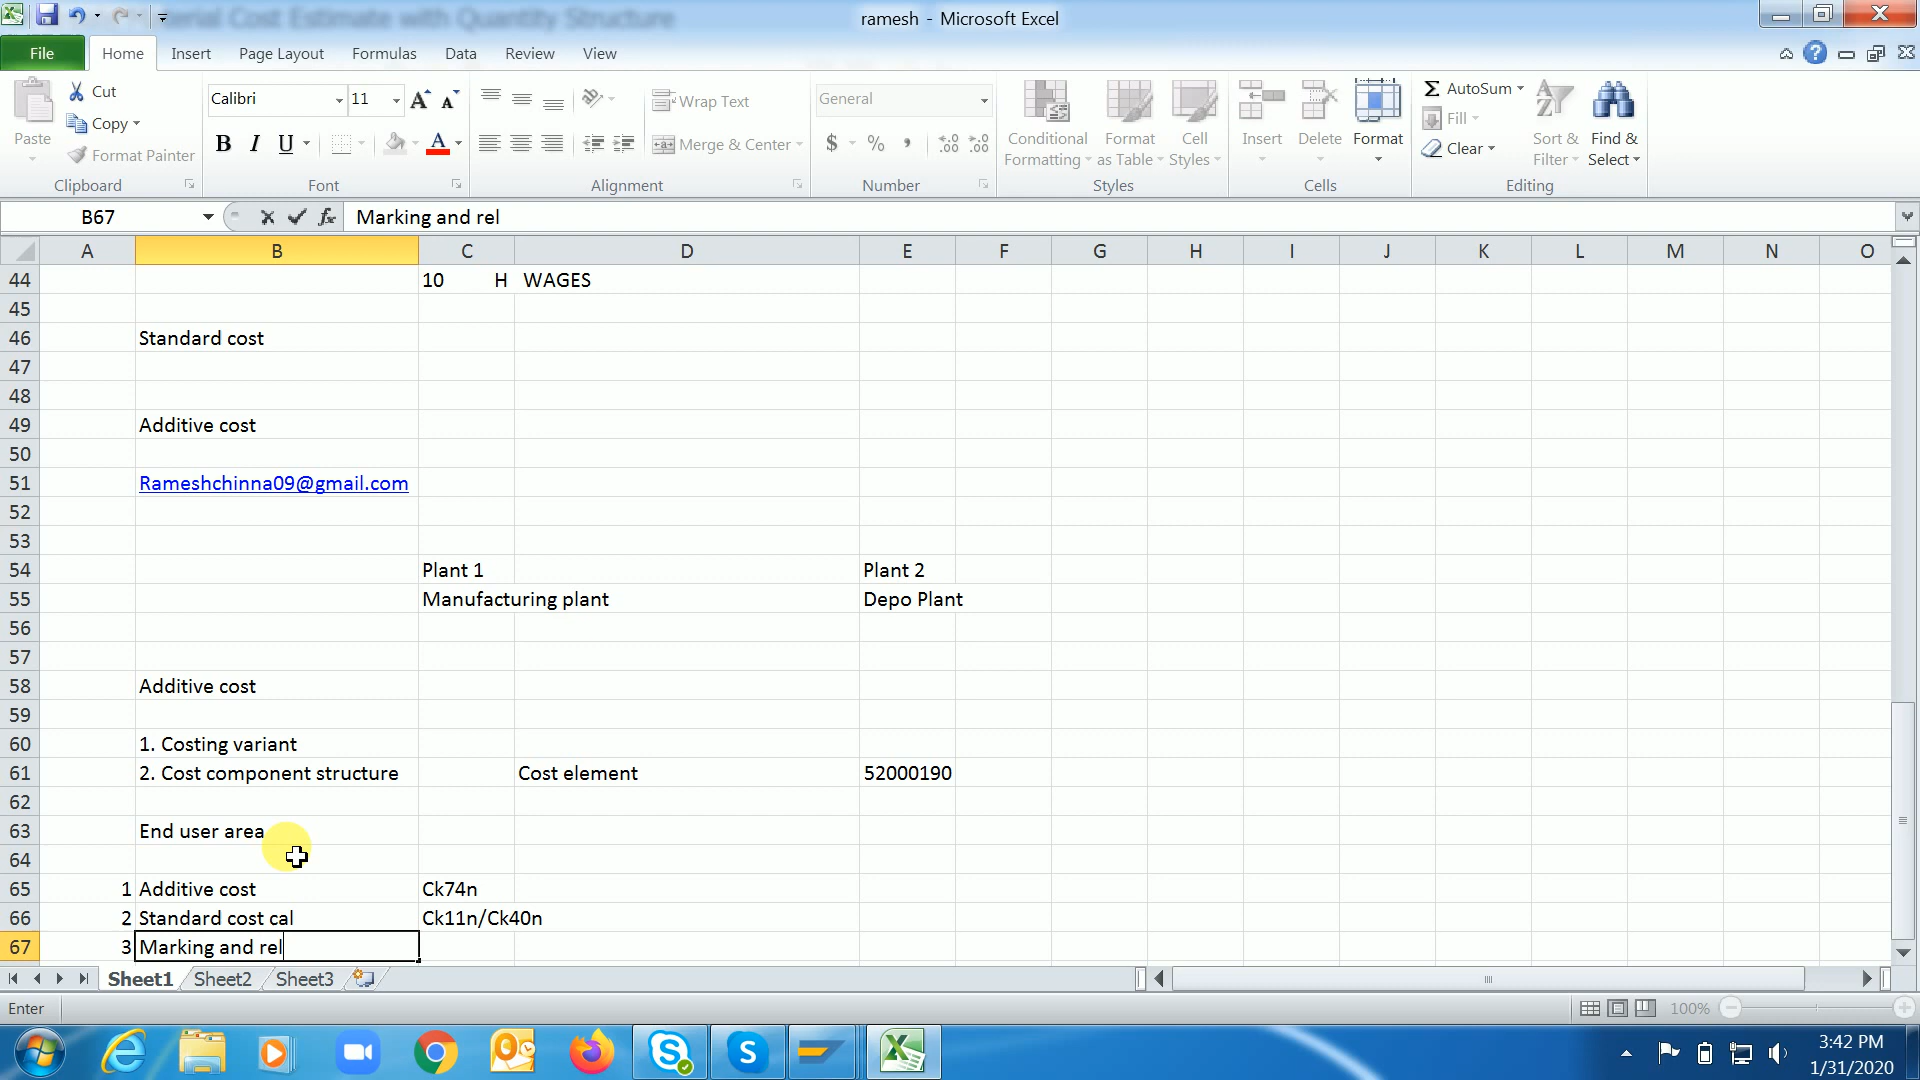 terial Cost Estimate with Quantity Structure
ramesh - Microsoft Excel
File Home Insert Page Layout Formulas Data Review View
Paste
Cut
Copy
Format Painter
Clipboard
Calibri 11
B I U
Font
Wrap Text
Merge & Center
Alignment
General
$ % ,
Number
Conditional Formatting
Format as Table
Cell Styles
Styles
Insert
Delete
Format
Cells
AutoSum
Fill
Clear
Sort & Filter
Find & Select
Editing
B67 fx Marking and rel
A B C D E F G H I J K L M N O
44 10 H WAGES
45
46 Standard cost
47
48
49 Additive cost
50
51 Rameshchinna09@gmail.com
52
53
54 Plant 1 Plant 2
55 Manufacturing plant Depo Plant
56
57
58 Additive cost
59
60 1. Costing variant
61 2. Cost component structure Cost element 52000190
62
63 End user area
64
65 1 Additive cost Ck74n
66 2 Standard cost cal Ck11n/Ck40n
67 3 Marking and rel
Sheet1 Sheet2 Sheet3
Enter 100%
3:42 PM
1/31/2020